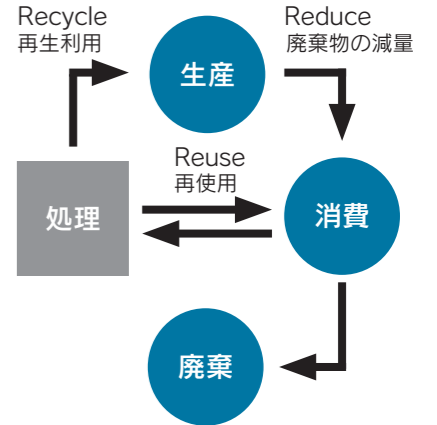 Recycle
再生利用
生産
Reduce
廃棄物の減量
Reuse
再使用
処理
消費
廃棄